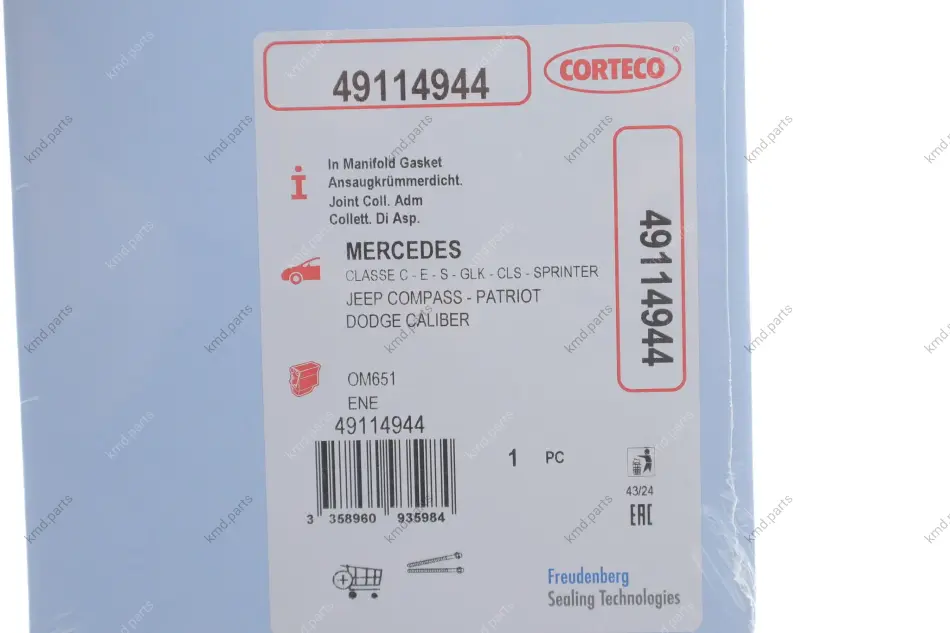 49114944
CORTECO®
In Manifold Gasket
Ansaugkrümmerdicht.
Joint Coll. Adm
Collett. Di Asp.
MERCEDES
CLASSE C - E - S - GLK - CLS - SPRINTER
JEEP COMPASS - PATRIOT
DODGE CALIBER
49114944
OM651
ENE
49114944
3 358960 935984
1 PC
43/24
EAC
Freudenberg
Sealing Technologies
kmd.parts